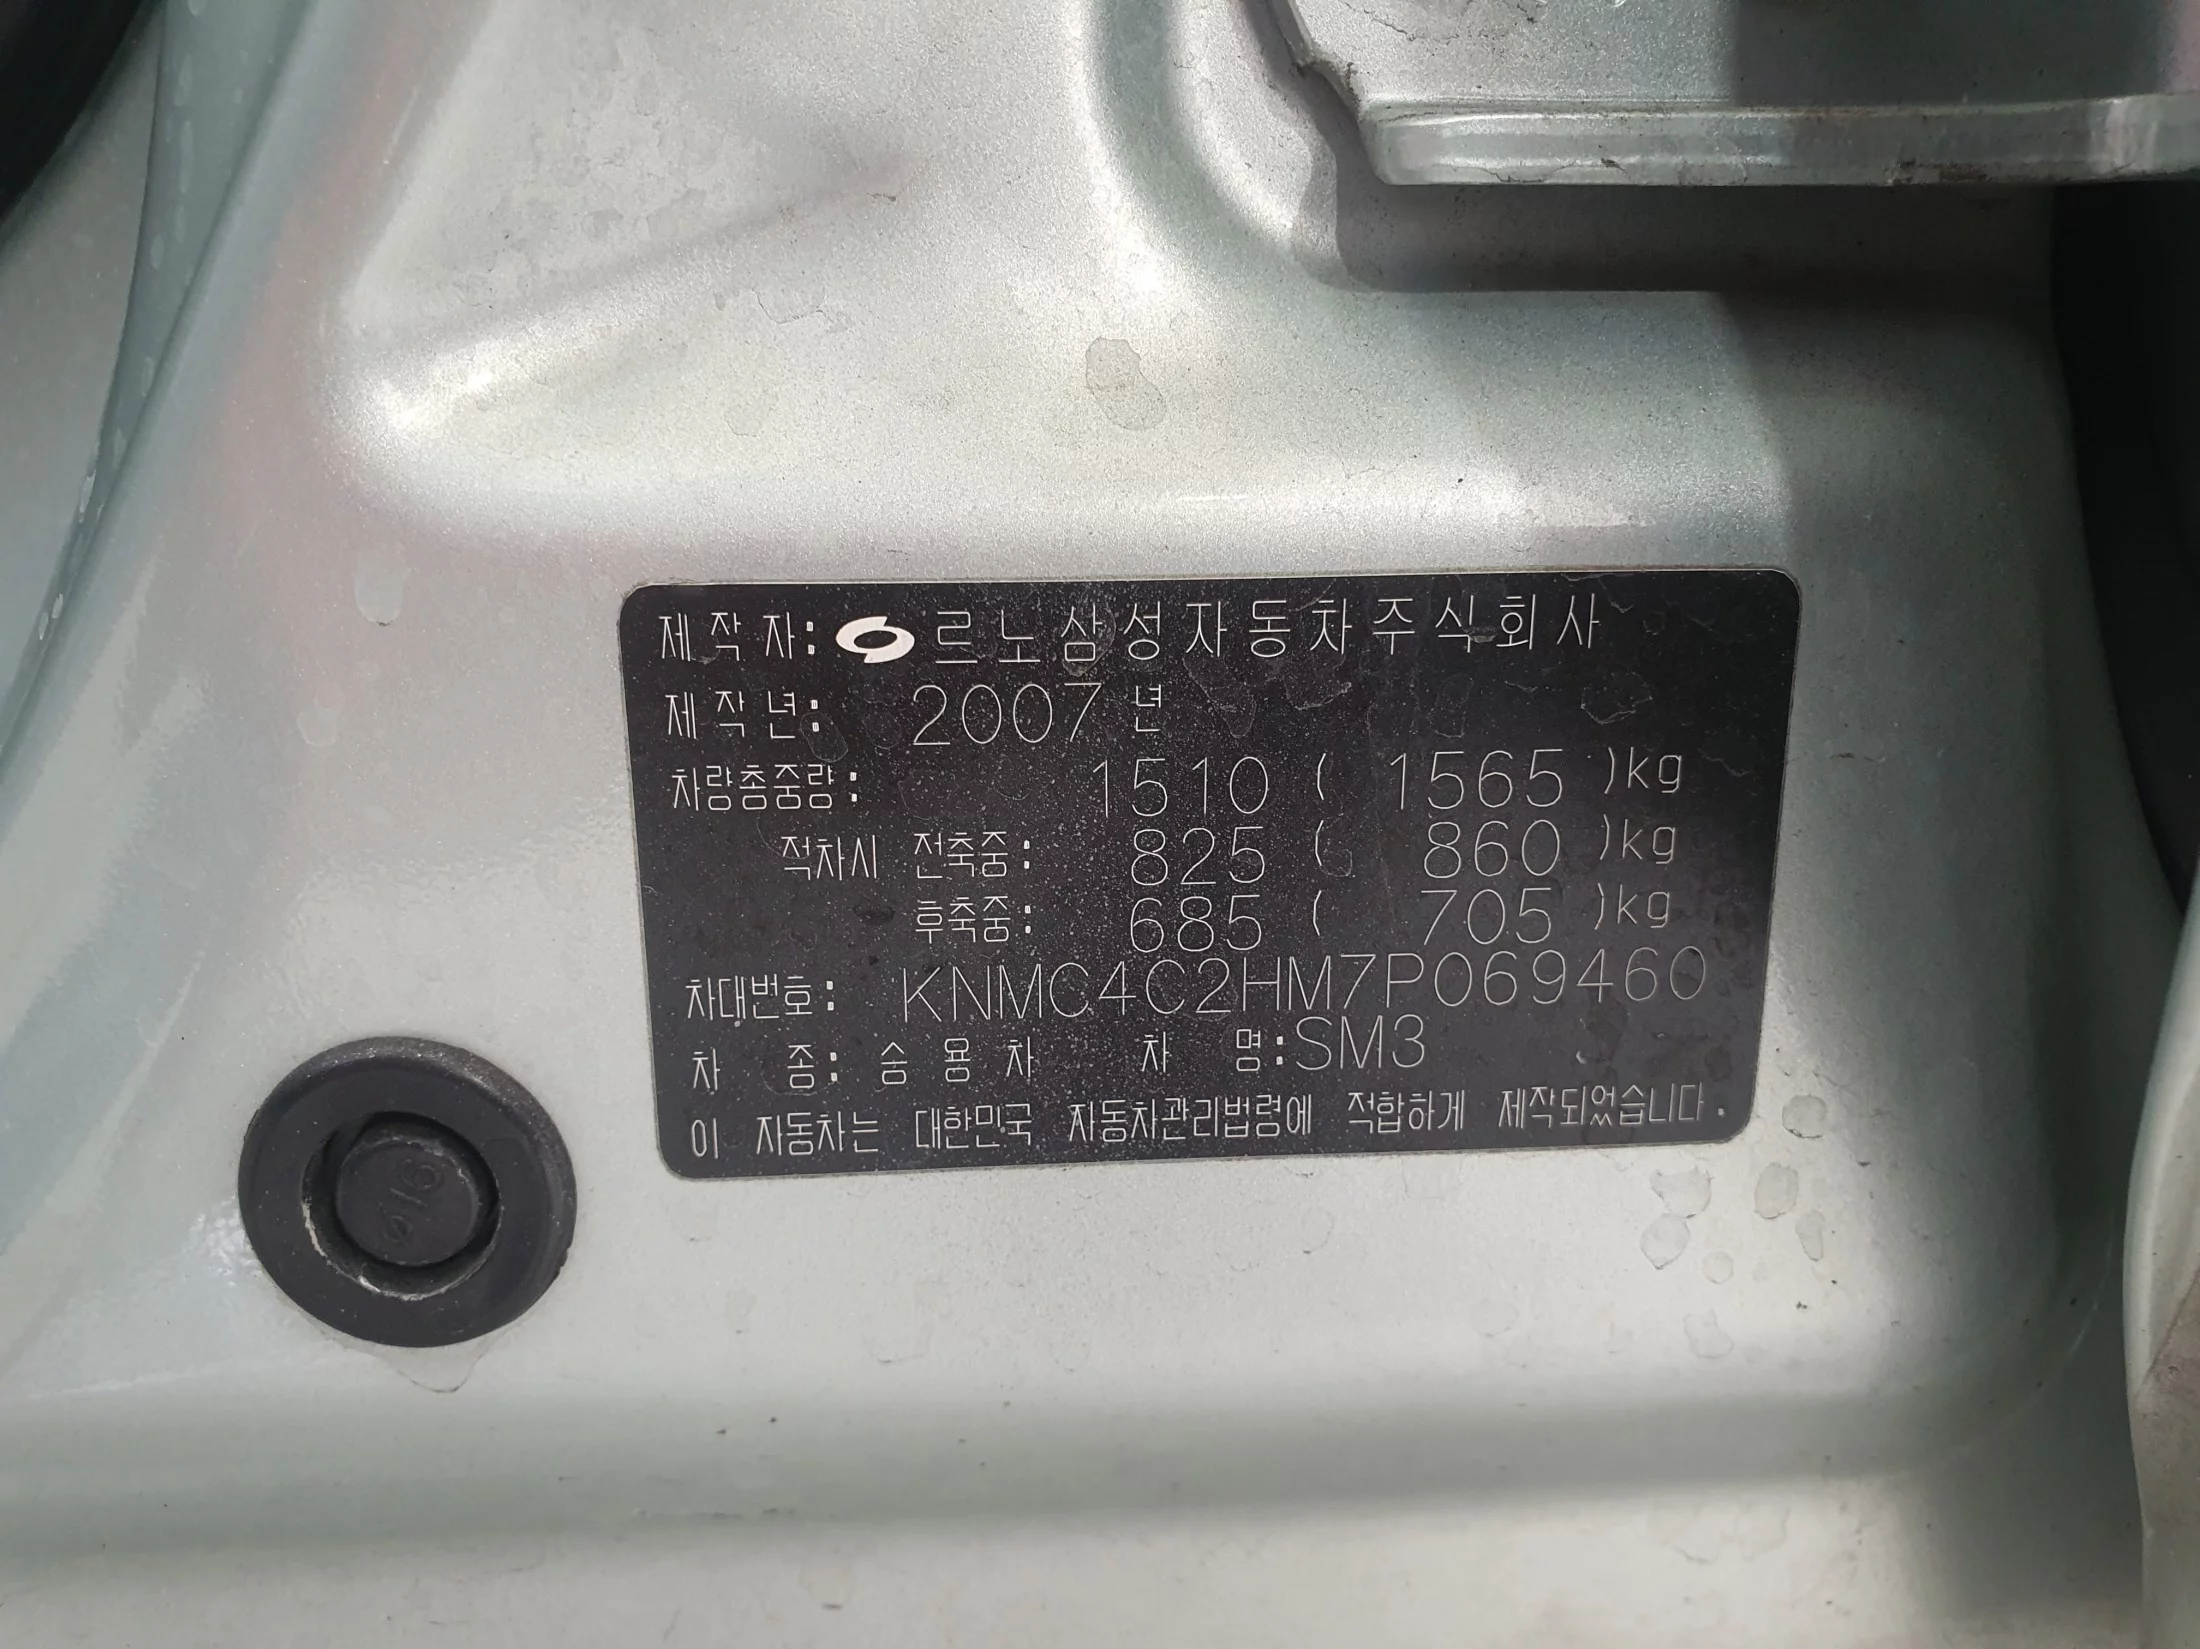 제 작 자: 르노삼성자동차주식회사
제 작 년: 2007 년
차량총중량: 1510 ( 1565 )kg
적차시 전축중: 825 ( 860 )kg
후축중: 685 ( 705 )kg
차대번호: KNMC4C2HM7P069460
차 종: 승 용 차 차 명: SM3
이 자동차는 대한민국 자동차관리법령에 적합하게 제작되었습니다.